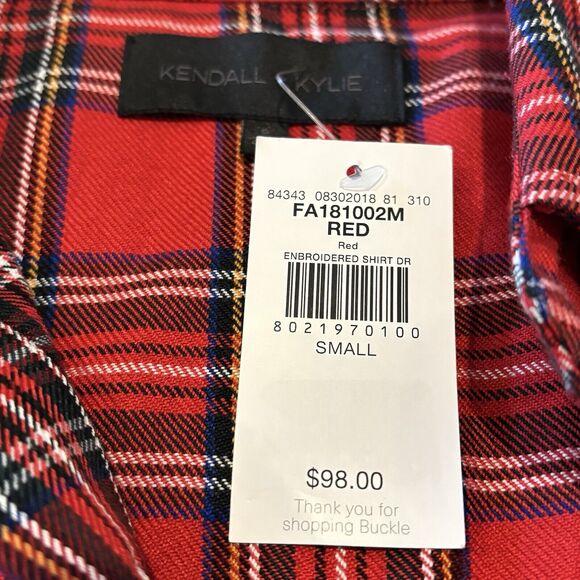 KENDALL + KYLIE
84343 08302018 81 310
FA181002M
RED
Red
ENBROIDERED SHIRT DR
8021970100
SMALL
$98.00
Thank you for
shopping Buckle